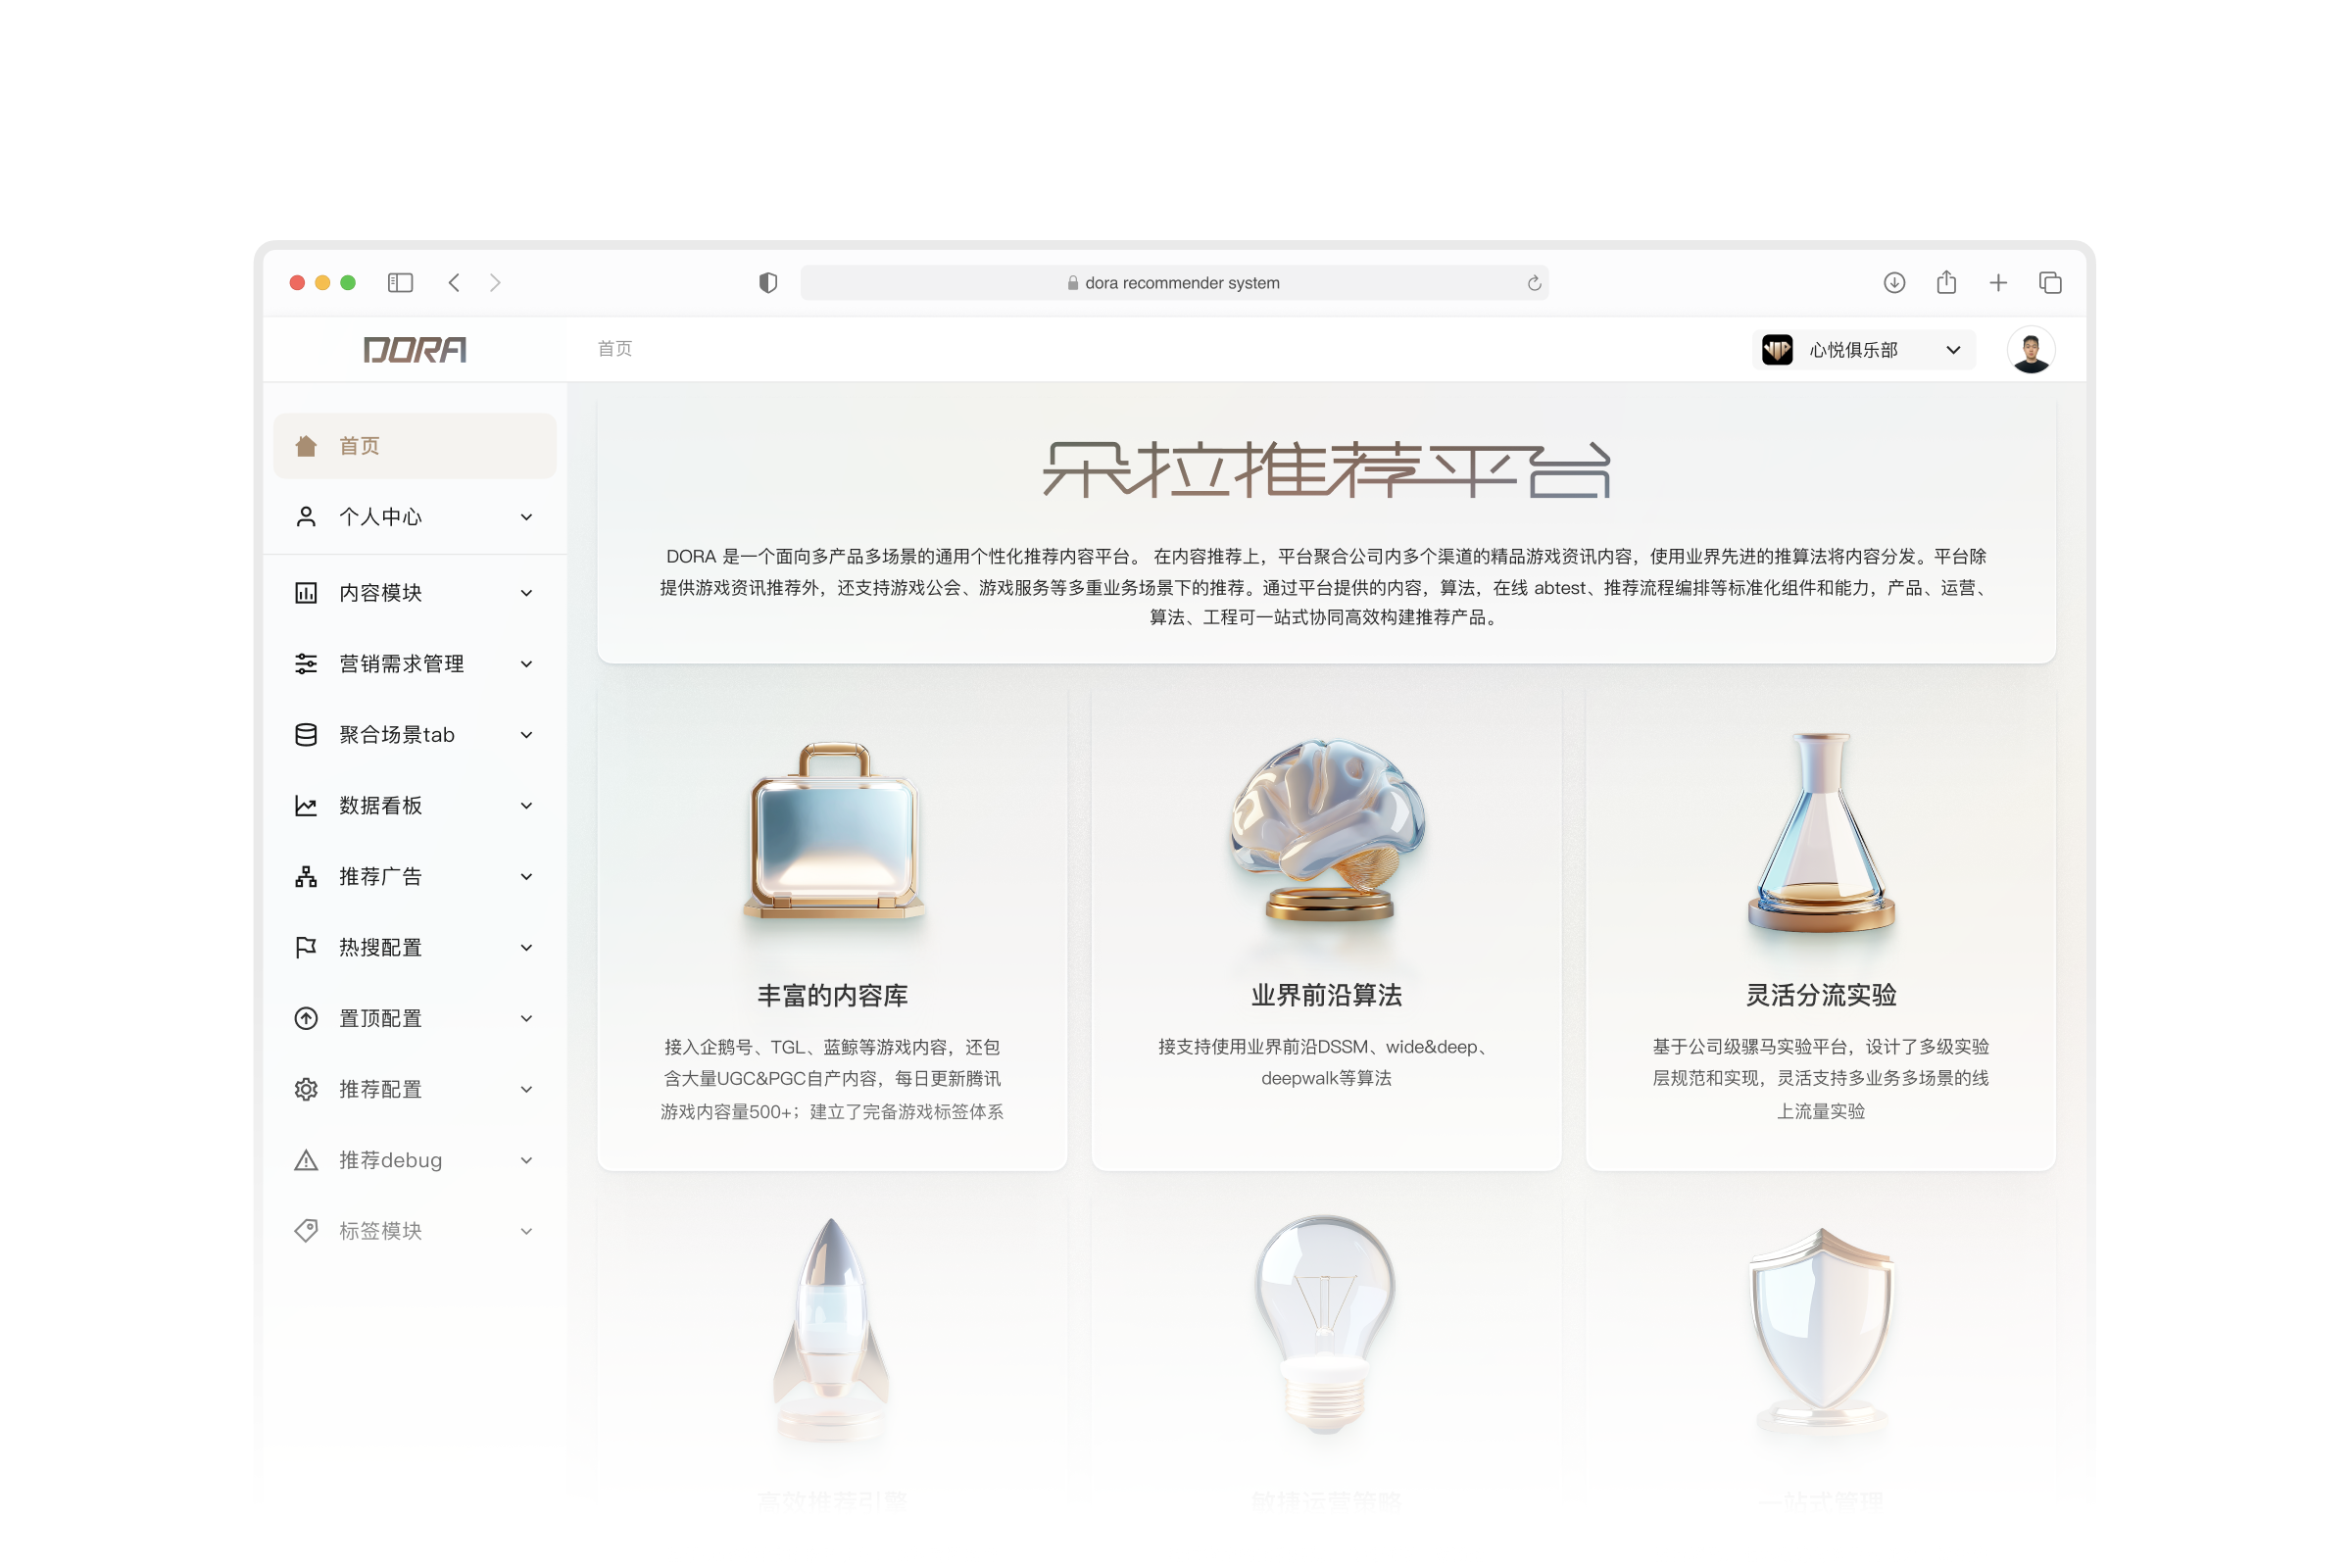 dora recommender system
DORA
首页
VIP
心悦俱乐部
首页
个人中心
内容模块
营销需求管理
聚合场景tab
数据看板
推荐广告
热搜配置
置顶配置
推荐配置
推荐debug
标签模块
朵拉推荐平台
DORA 是一个面向多产品多场景的通用个性化推荐内容平台。 在内容推荐上，平台聚合公司内多个渠道的精品游戏资讯内容，使用业界先进的推算法将内容分发。平台除
提供游戏资讯推荐外，还支持游戏公会、游戏服务等多重业务场景下的推荐。通过平台提供的内容，算法，在线 abtest、推荐流程编排等标准化组件和能力，产品、运营、
算法、工程可一站式协同高效构建推荐产品。
丰富的内容库
接入企鹅号、TGL、蓝鲸等游戏内容，还包
含大量UGC&PGC自产内容，每日更新腾讯
游戏内容量500+；建立了完备游戏标签体系
业界前沿算法
接支持使用业界前沿DSSM、wide&deep、
deepwalk等算法
灵活分流实验
基于公司级骡马实验平台，设计了多级实验
层规范和实现，灵活支持多业务多场景的线
上流量实验
高效推荐引擎
敏捷运营策略
一站式管理